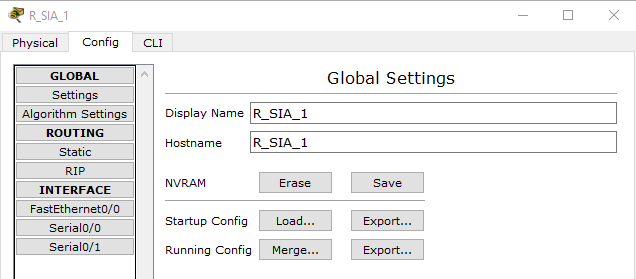 R_SIA_1
Physical Config CLI
GLOBAL
Settings
Algorithm Settings
ROUTING
Static
RIP
INTERFACE
FastEthernet0/0
Serial0/0
Serial0/1
Global Settings
Display Name R_SIA_1
Hostname R_SIA_1
NVRAM Erase Save
Startup Config Load... Export...
Running Config Merge... Export...